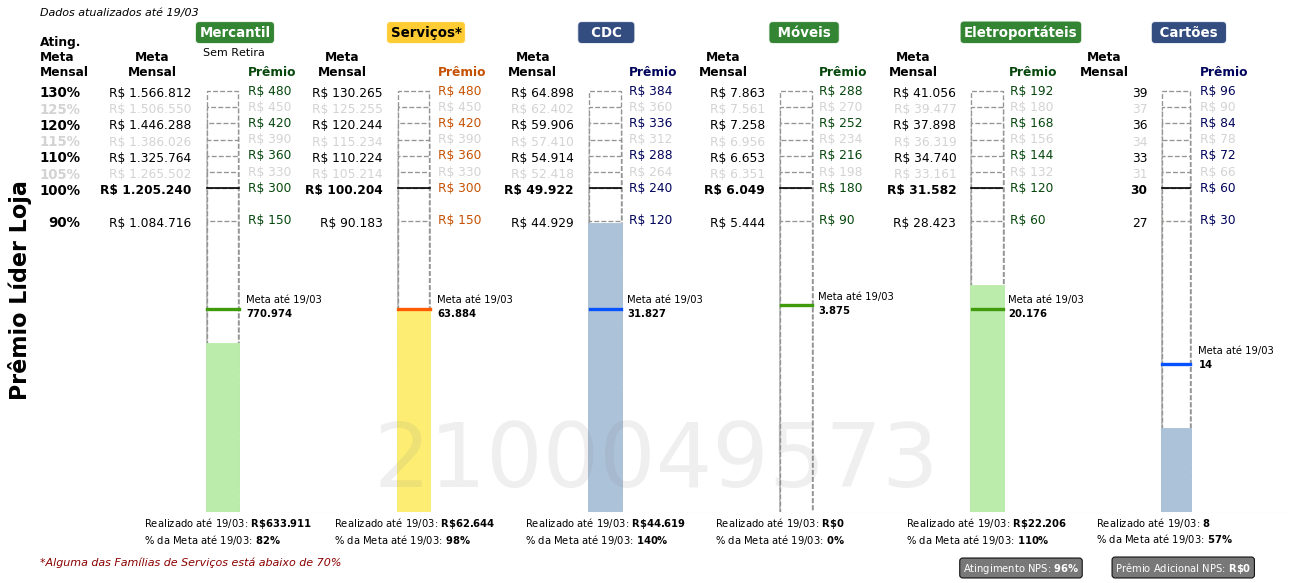 Dados atualizados até 19/03
Mercantil Serviços* CDC Móveis Eletroportáteis Cartões
Sem Retira
Ating. Meta Mensal
Meta Mensal Prêmio Meta Mensal Prêmio Meta Mensal Prêmio Meta Mensal Prêmio Meta Mensal Prêmio Meta Mensal Prêmio
130% R$ 1.566.812 R$ 480 R$ 130.265 R$ 480 R$ 64.898 R$ 384 R$ 7.863 R$ 288 R$ 41.056 R$ 192 39 R$ 96
125% R$ 1.506.550 R$ 450 R$ 125.255 R$ 450 R$ 62.402 R$ 360 R$ 7.561 R$ 270 R$ 39.477 R$ 180 37 R$ 90
120% R$ 1.446.288 R$ 420 R$ 120.244 R$ 420 R$ 59.906 R$ 336 R$ 7.258 R$ 252 R$ 37.898 R$ 168 36 R$ 84
115% R$ 1.386.026 R$ 390 R$ 115.234 R$ 390 R$ 57.410 R$ 312 R$ 6.956 R$ 234 R$ 36.319 R$ 156 34 R$ 78
110% R$ 1.325.764 R$ 360 R$ 110.224 R$ 360 R$ 54.914 R$ 288 R$ 6.653 R$ 216 R$ 34.740 R$ 144 33 R$ 72
105% R$ 1.265.502 R$ 330 R$ 105.214 R$ 330 R$ 52.418 R$ 264 R$ 6.351 R$ 198 R$ 33.161 R$ 132 31 R$ 66
100% R$ 1.205.240 R$ 300 R$ 100.204 R$ 300 R$ 49.922 R$ 240 R$ 6.049 R$ 180 R$ 31.582 R$ 120 30 R$ 60
90% R$ 1.084.716 R$ 150 R$ 90.183 R$ 150 R$ 44.929 R$ 120 R$ 5.444 R$ 90 R$ 28.423 R$ 60 27 R$ 30
Prêmio Líder Loja
Meta até 19/03 Meta até 19/03 Meta até 19/03 Meta até 19/03 Meta até 19/03
770.974 63.884 31.827 3.875 20.176
Meta até 19/03
14
2100049573
Realizado até 19/03: R$633.911 Realizado até 19/03: R$62.644 Realizado até 19/03: R$44.619 Realizado até 19/03: R$0 Realizado até 19/03: R$22.206 Realizado até 19/03: 8
% da Meta até 19/03: 82% % da Meta até 19/03: 98% % da Meta até 19/03: 140% % da Meta até 19/03: 0% % da Meta até 19/03: 110% % da Meta até 19/03: 57%
*Alguma das Famílias de Serviços está abaixo de 70%
Atingimento NPS: 96% Prêmio Adicional NPS: R$0